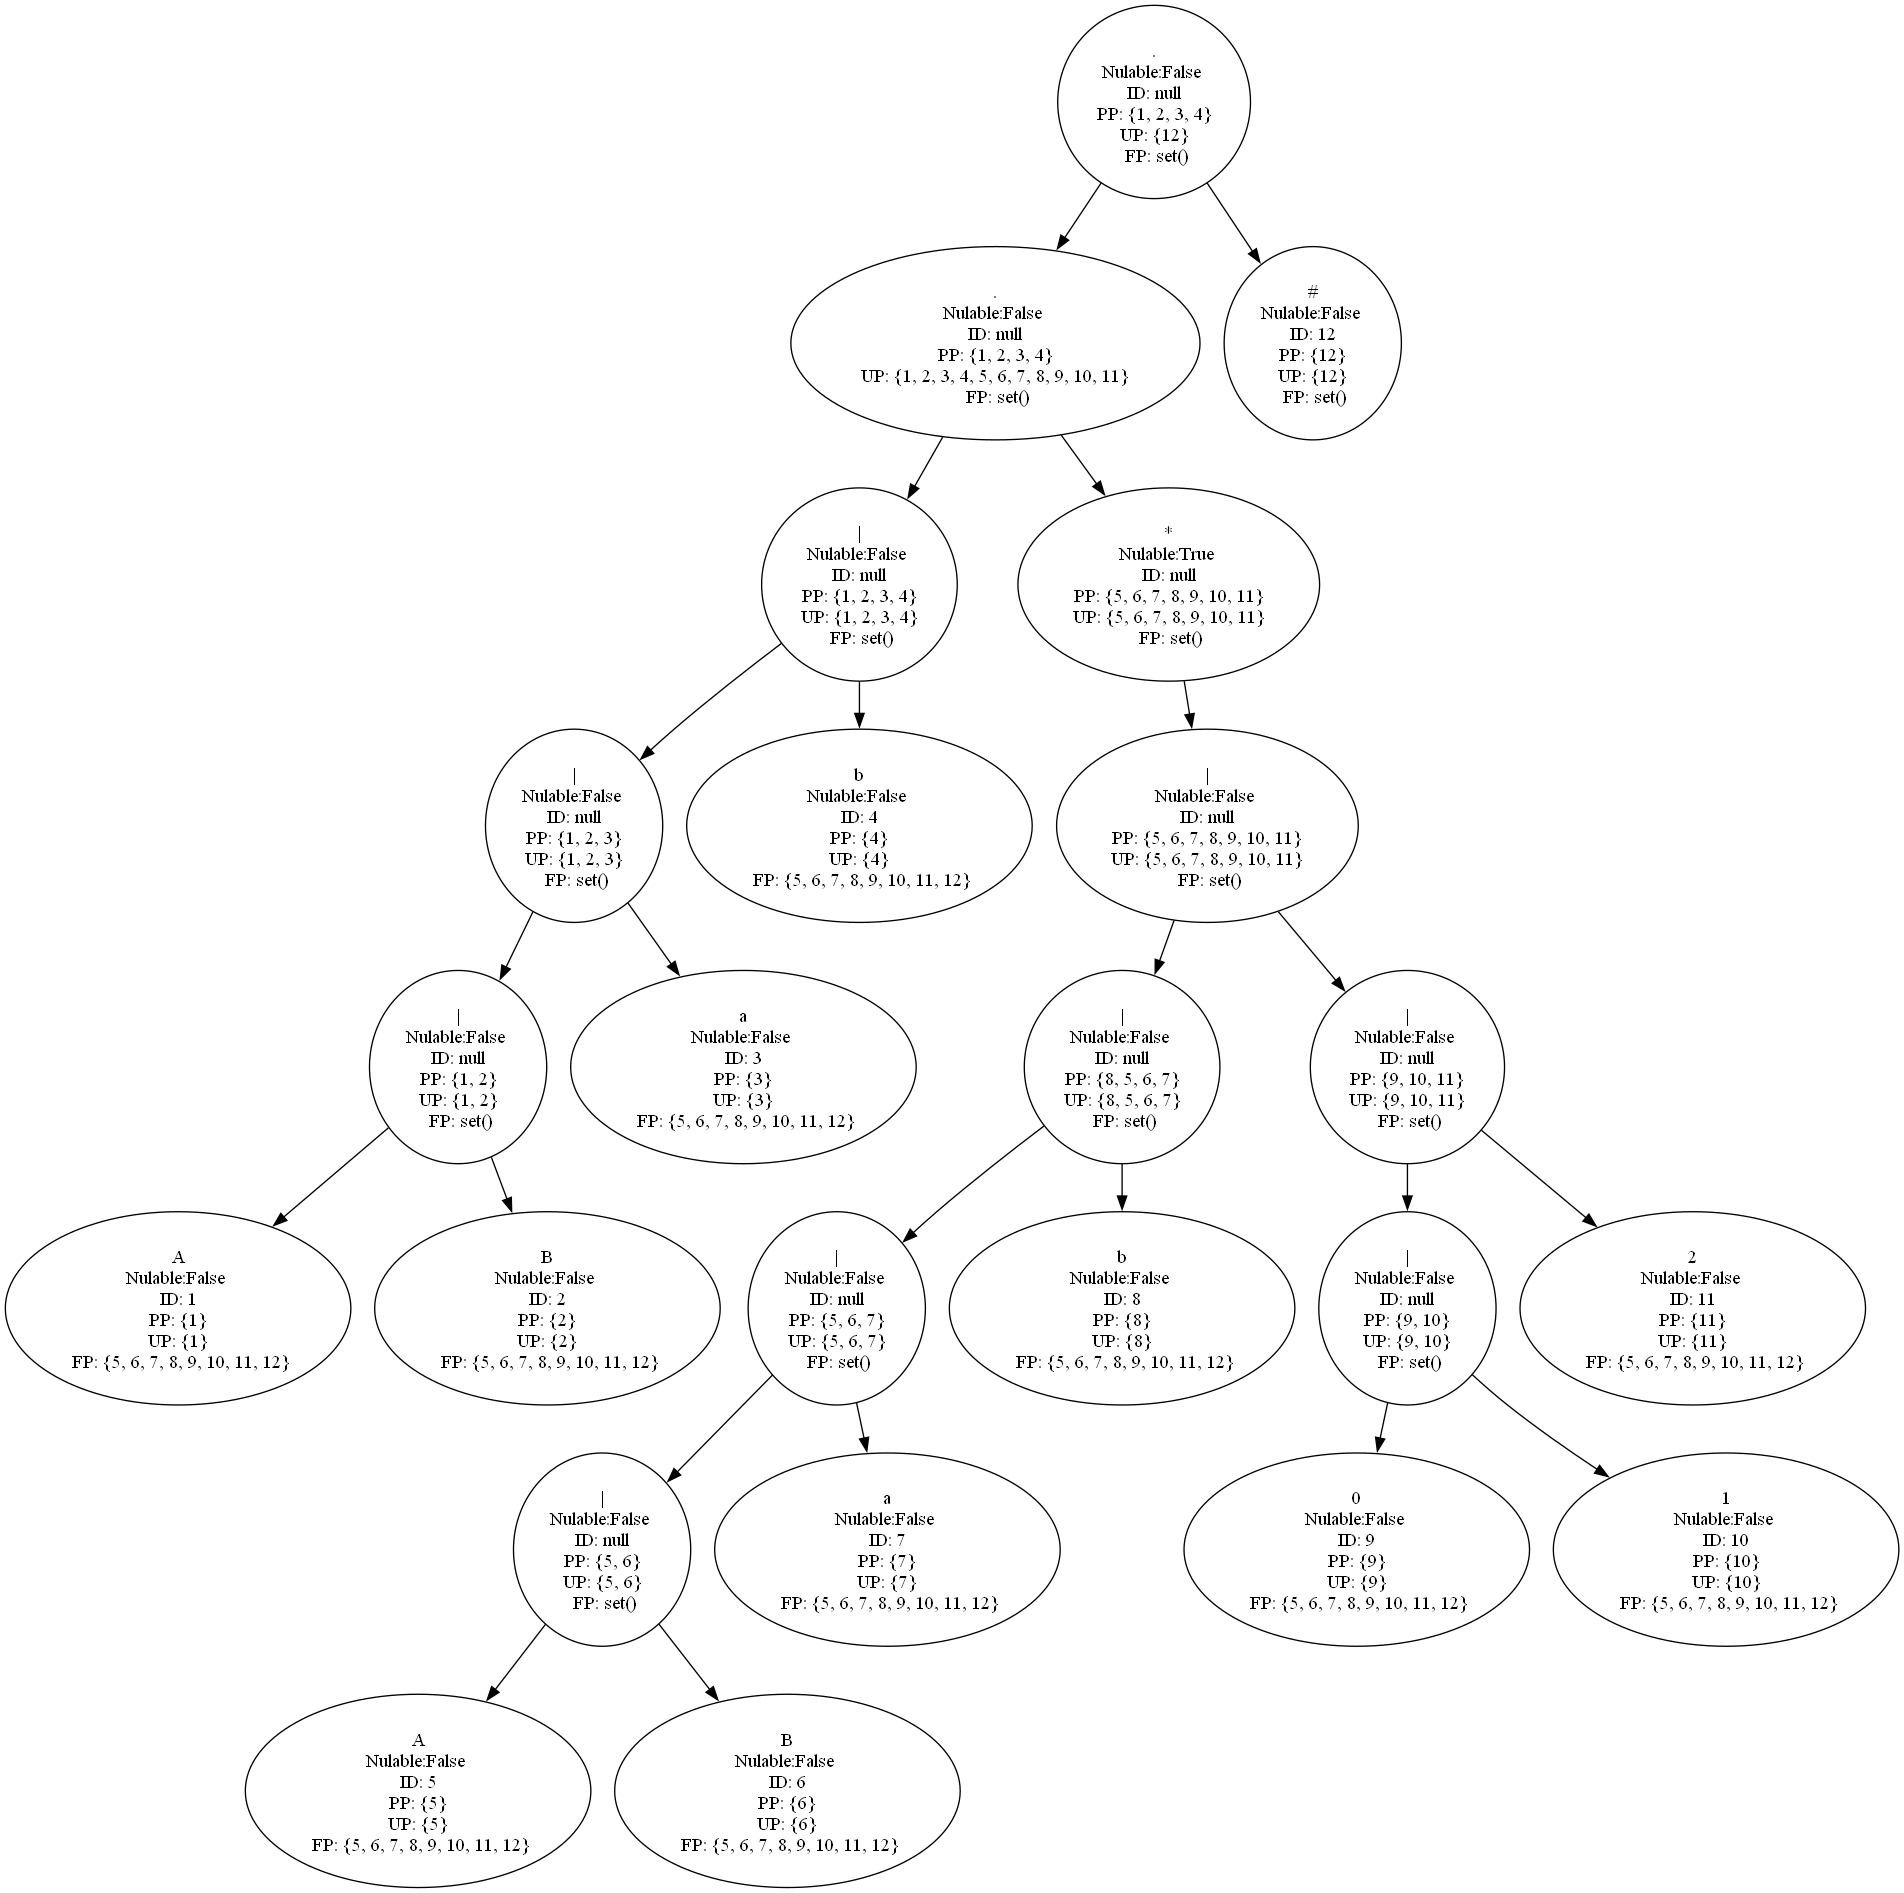 .
Nulable:False
ID: null
PP: {1, 2, 3, 4}
UP: {12}
FP: set()
.
Nulable:False
ID: null
PP: {1, 2, 3, 4}
UP: {1, 2, 3, 4, 5, 6, 7, 8, 9, 10, 11}
FP: set()
#
Nulable:False
ID: 12
PP: {12}
UP: {12}
FP: set()
|
Nulable:False
ID: null
PP: {1, 2, 3, 4}
UP: {1, 2, 3, 4}
FP: set()
*
Nulable:True
ID: null
PP: {5, 6, 7, 8, 9, 10, 11}
UP: {5, 6, 7, 8, 9, 10, 11}
FP: set()
|
Nulable:False
ID: null
PP: {1, 2, 3}
UP: {1, 2, 3}
FP: set()
b
Nulable:False
ID: 4
PP: {4}
UP: {4}
FP: {5, 6, 7, 8, 9, 10, 11, 12}
|
Nulable:False
ID: null
PP: {5, 6, 7, 8, 9, 10, 11}
UP: {5, 6, 7, 8, 9, 10, 11}
FP: set()
|
Nulable:False
ID: null
PP: {1, 2}
UP: {1, 2}
FP: set()
a
Nulable:False
ID: 3
PP: {3}
UP: {3}
FP: {5, 6, 7, 8, 9, 10, 11, 12}
|
Nulable:False
ID: null
PP: {8, 5, 6, 7}
UP: {8, 5, 6, 7}
FP: set()
|
Nulable:False
ID: null
PP: {9, 10, 11}
UP: {9, 10, 11}
FP: set()
A
Nulable:False
ID: 1
PP: {1}
UP: {1}
FP: {5, 6, 7, 8, 9, 10, 11, 12}
B
Nulable:False
ID: 2
PP: {2}
UP: {2}
FP: {5, 6, 7, 8, 9, 10, 11, 12}
|
Nulable:False
ID: null
PP: {5, 6, 7}
UP: {5, 6, 7}
FP: set()
b
Nulable:False
ID: 8
PP: {8}
UP: {8}
FP: {5, 6, 7, 8, 9, 10, 11, 12}
|
Nulable:False
ID: null
PP: {9, 10}
UP: {9, 10}
FP: set()
2
Nulable:False
ID: 11
PP: {11}
UP: {11}
FP: {5, 6, 7, 8, 9, 10, 11, 12}
|
Nulable:False
ID: null
PP: {5, 6}
UP: {5, 6}
FP: set()
a
Nulable:False
ID: 7
PP: {7}
UP: {7}
FP: {5, 6, 7, 8, 9, 10, 11, 12}
0
Nulable:False
ID: 9
PP: {9}
UP: {9}
FP: {5, 6, 7, 8, 9, 10, 11, 12}
1
Nulable:False
ID: 10
PP: {10}
UP: {10}
FP: {5, 6, 7, 8, 9, 10, 11, 12}
A
Nulable:False
ID: 5
PP: {5}
UP: {5}
FP: {5, 6, 7, 8, 9, 10, 11, 12}
B
Nulable:False
ID: 6
PP: {6}
UP: {6}
FP: {5, 6, 7, 8, 9, 10, 11, 12}